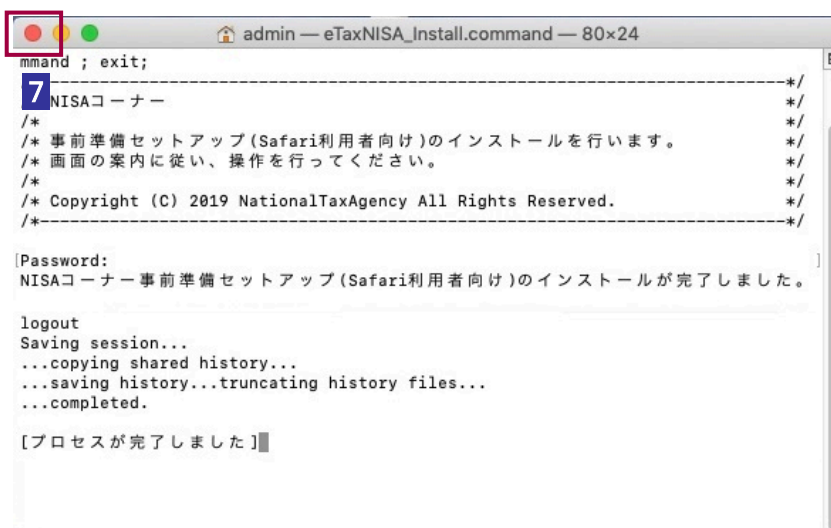 admin — eTaxNISA_Install.command — 80×24
mmand ; exit;
7
----------------------------------------------------------------------------*/
NISAコーナー */
/* */
/* 事前準備セットアップ(Safari利用者向け)のインストールを行います。 */
/* 画面の案内に従い、操作を行ってください。 */
/* */
/* Copyright (C) 2019 NationalTaxAgency All Rights Reserved. */
/*----------------------------------------------------------------------------*/
[Password: ]
NISAコーナー事前準備セットアップ(Safari利用者向け)のインストールが完了しました。
logout
Saving session...
...copying shared history...
...saving history...truncating history files...
...completed.
[プロセスが完了しました]